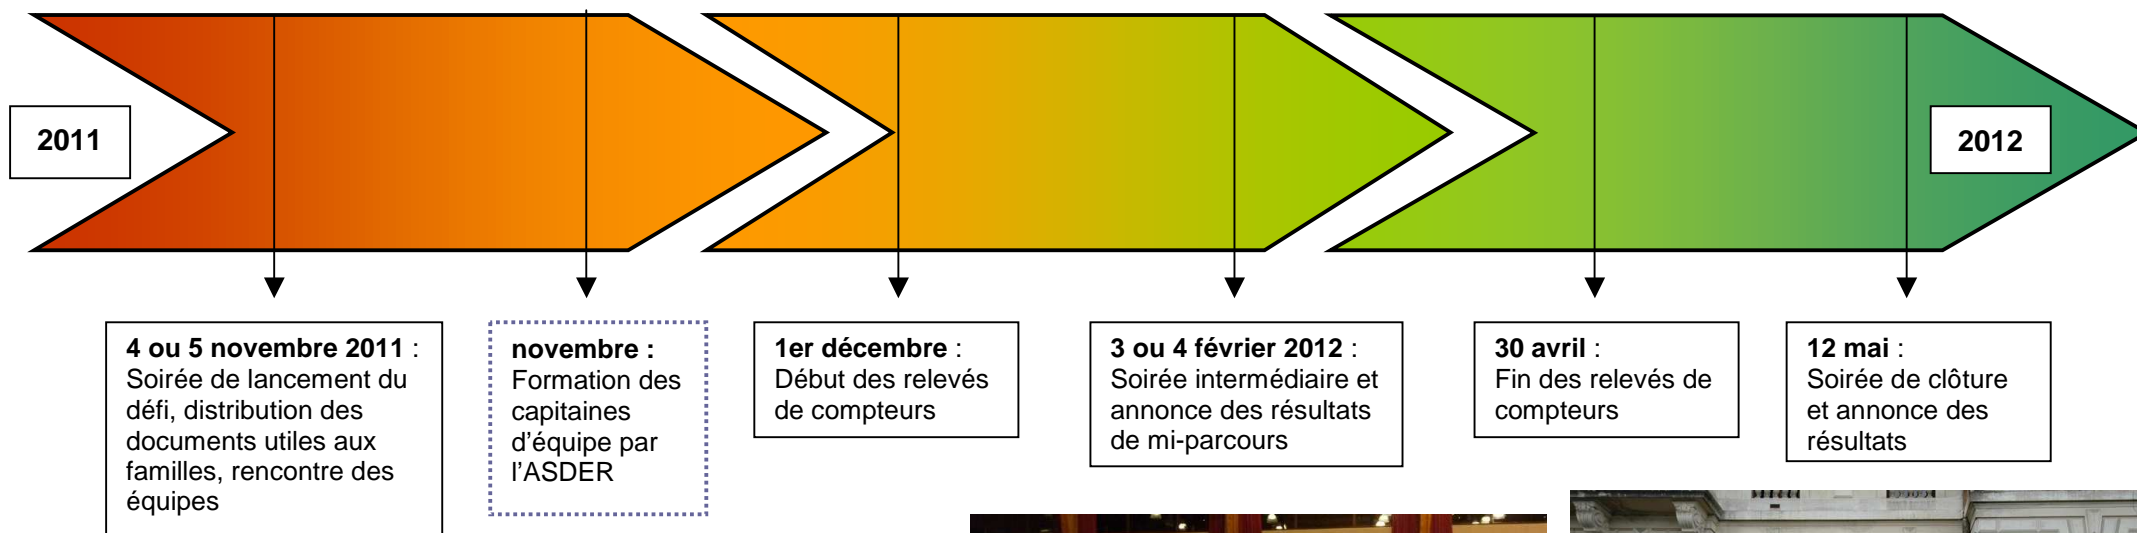 2011
2012
4 ou 5 novembre 2011 :
Soirée de lancement du
défi, distribution des
documents utiles aux
familles, rencontre des
équipes
novembre :
Formation des
capitaines
d’équipe par
l’ASDER
1er décembre :
Début des relevés
de compteurs
3 ou 4 février 2012 :
Soirée intermédiaire et
annonce des résultats
de mi-parcours
30 avril :
Fin des relevés de
compteurs
12 mai :
Soirée de clôture
et annonce des
résultats